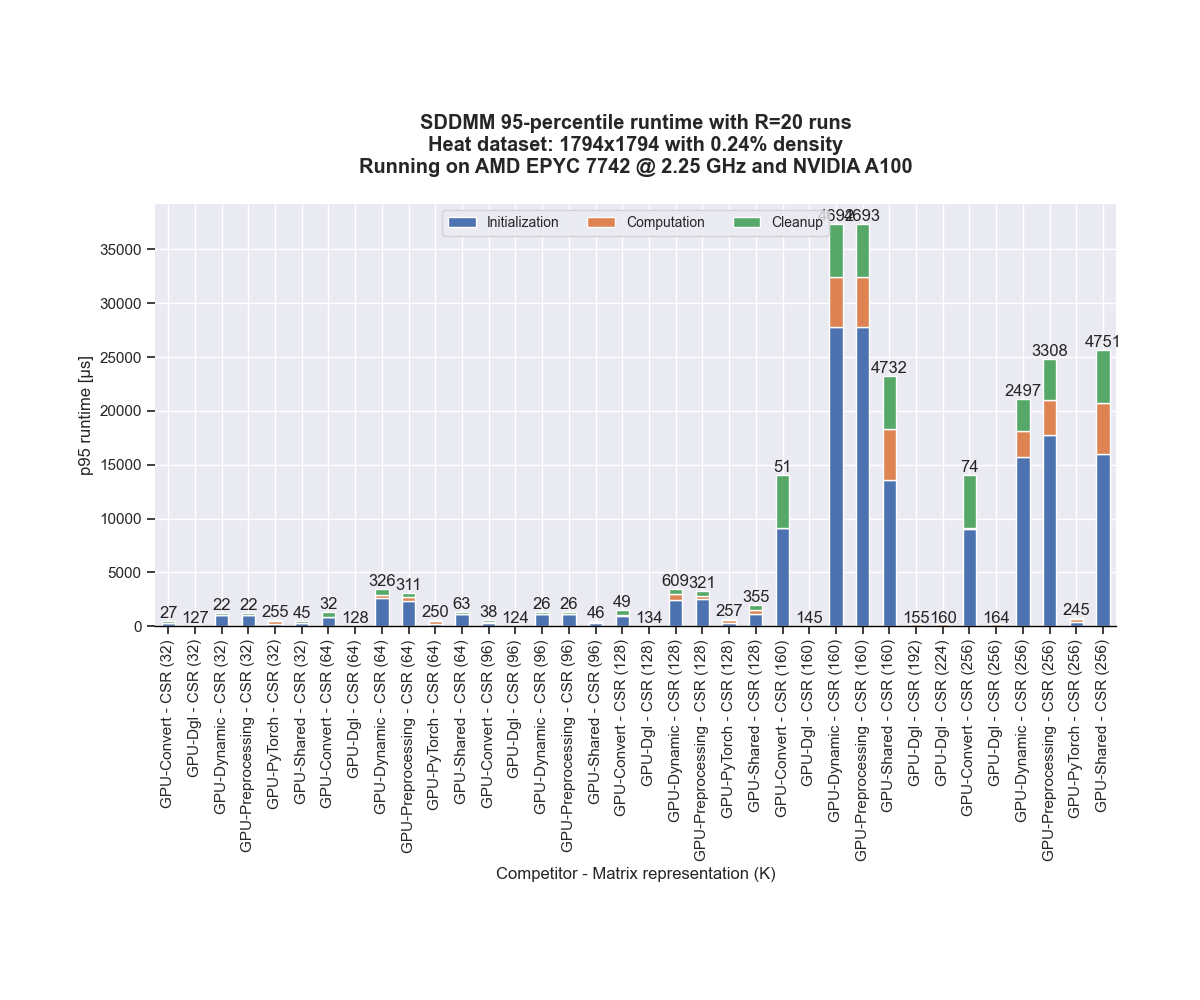 SDDMM 95-percentile runtime with R=20 runs
Heat dataset: 1794x1794 with 0.24% density
Running on AMD EPYC 7742 @ 2.25 GHz and NVIDIA A100
Initialization
Computation
Cleanup
p95 runtime [µs]
35000
30000
25000
20000
15000
10000
5000
0
27
127
22
22
255
45
32
128
326
311
250
63
38
124
26
26
46
49
134
609
321
257
355
51
145
4692
4693
4732
155
160
74
164
2497
3308
245
4751
GPU-Convert - CSR (32)
GPU-Dgl - CSR (32)
GPU-Dynamic - CSR (32)
GPU-Preprocessing - CSR (32)
GPU-PyTorch - CSR (32)
GPU-Shared - CSR (32)
GPU-Convert - CSR (64)
GPU-Dgl - CSR (64)
GPU-Dynamic - CSR (64)
GPU-Preprocessing - CSR (64)
GPU-PyTorch - CSR (64)
GPU-Shared - CSR (64)
GPU-Convert - CSR (96)
GPU-Dgl - CSR (96)
GPU-Dynamic - CSR (96)
GPU-Preprocessing - CSR (96)
GPU-Shared - CSR (96)
GPU-Convert - CSR (128)
GPU-Dgl - CSR (128)
GPU-Dynamic - CSR (128)
GPU-Preprocessing - CSR (128)
GPU-PyTorch - CSR (128)
GPU-Shared - CSR (128)
GPU-Convert - CSR (160)
GPU-Dgl - CSR (160)
GPU-Dynamic - CSR (160)
GPU-Preprocessing - CSR (160)
GPU-Shared - CSR (160)
GPU-Dgl - CSR (192)
GPU-Dgl - CSR (224)
GPU-Convert - CSR (256)
GPU-Dgl - CSR (256)
GPU-Dynamic - CSR (256)
GPU-Preprocessing - CSR (256)
GPU-PyTorch - CSR (256)
GPU-Shared - CSR (256)
Competitor - Matrix representation (K)